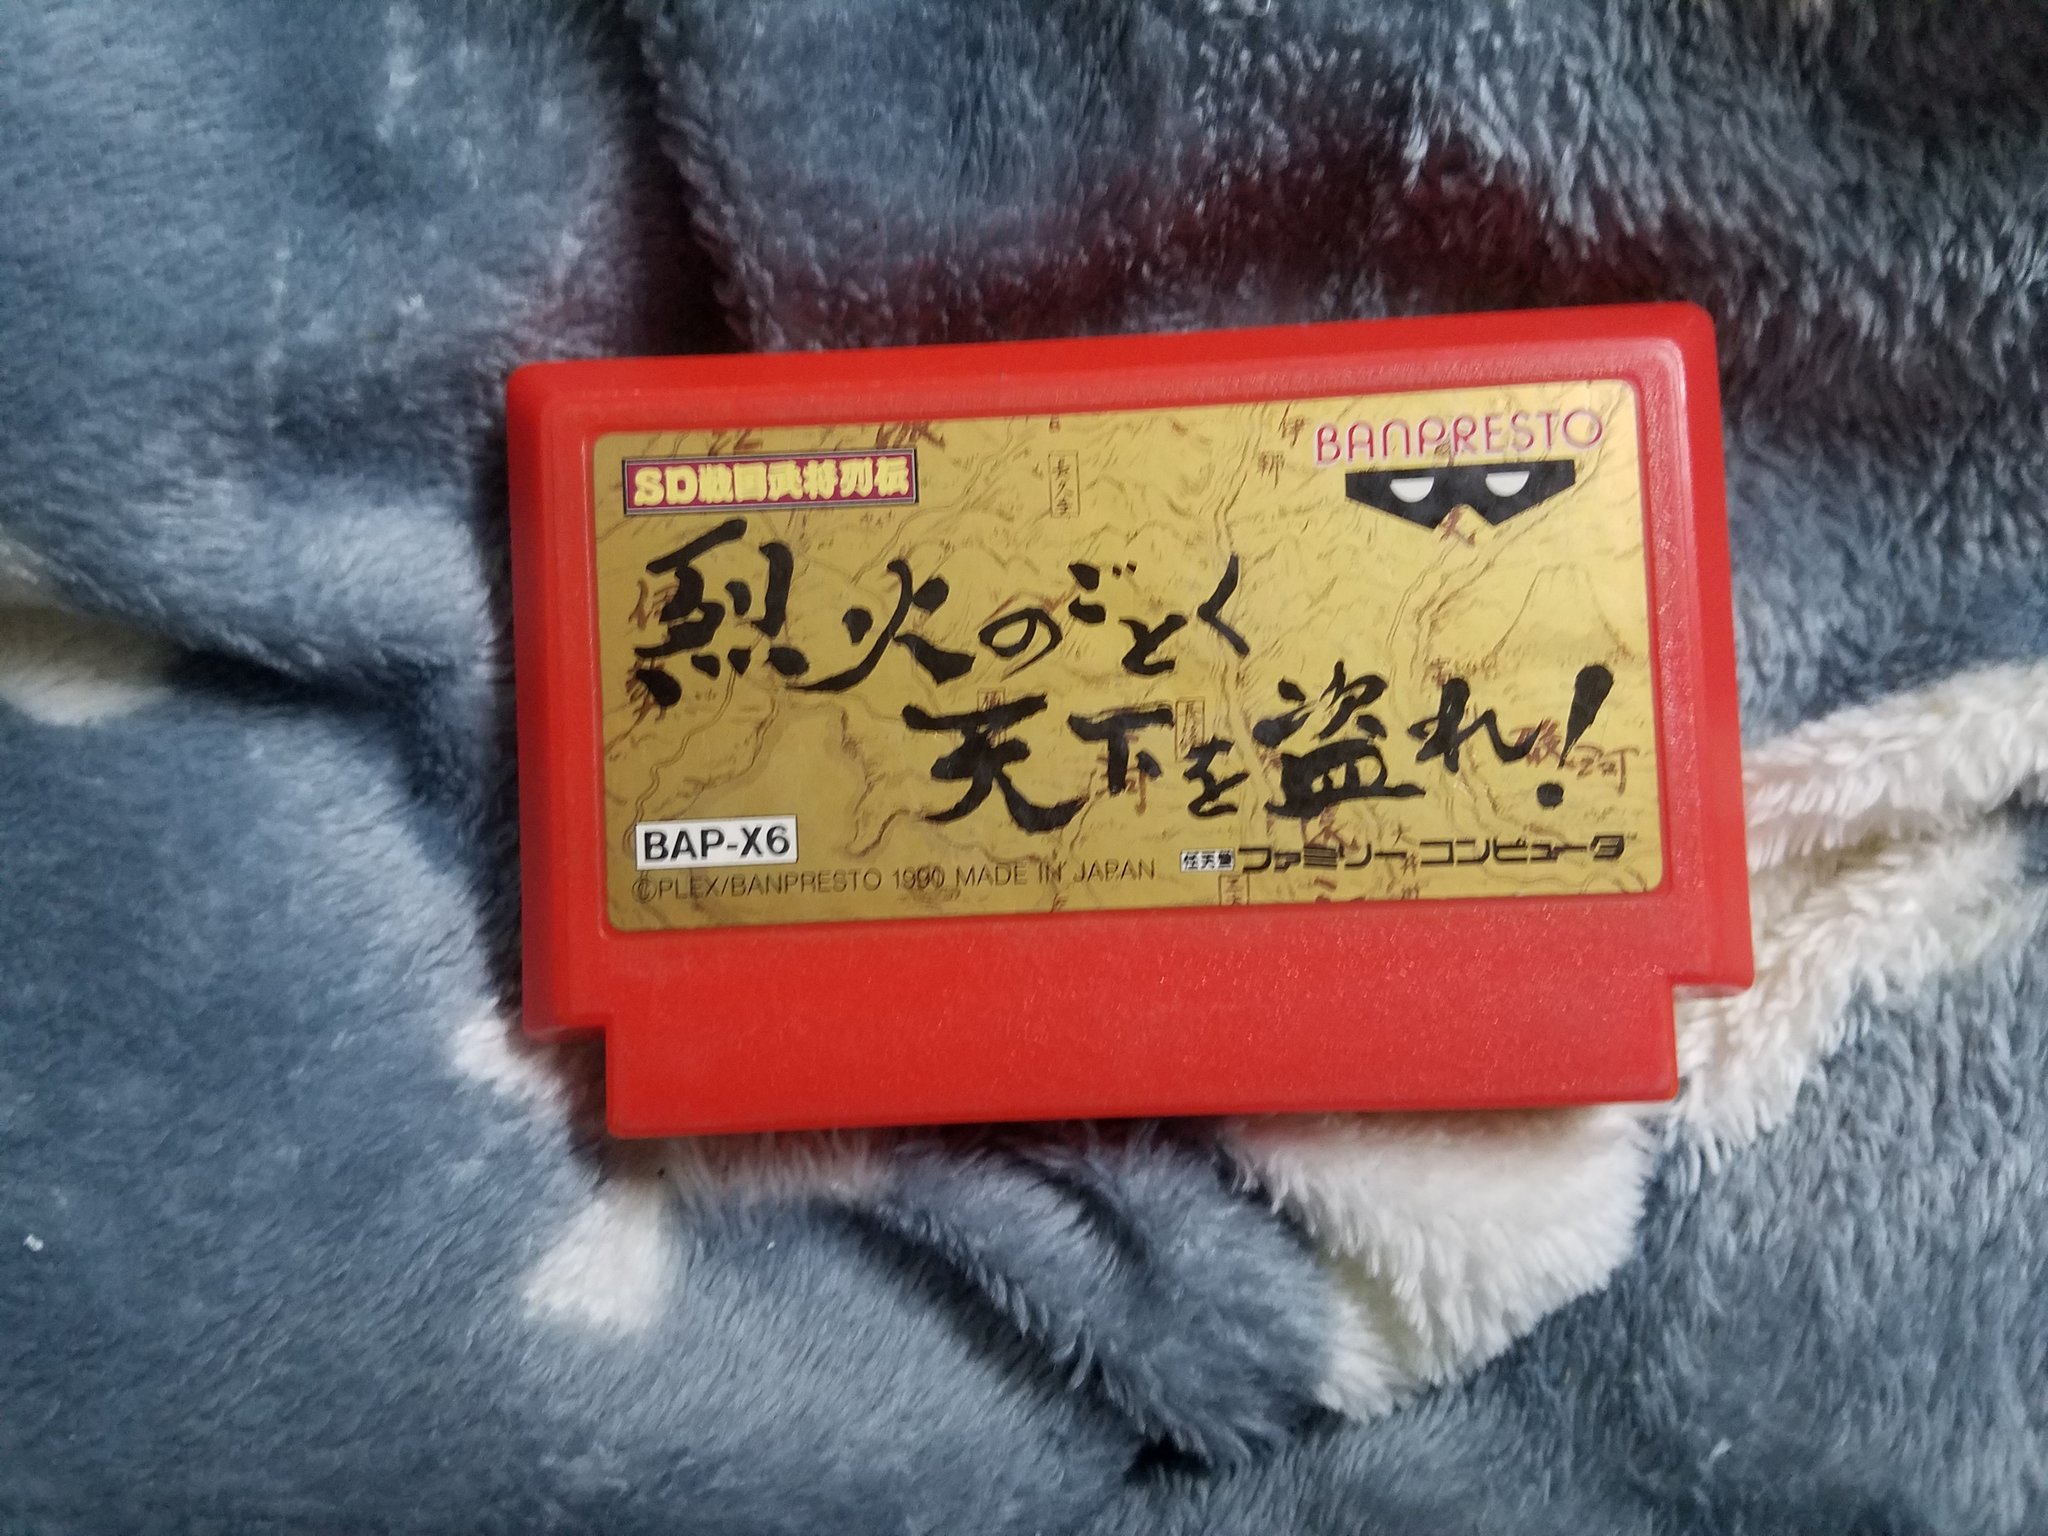 BANPRESTO
SD戦国武将列伝
烈火のごとく
天下を盗れ!
BAP-X6
©PLEX/BANPRESTO 1990 MADE IN JAPAN
任天堂 ファミリーコンピュータ